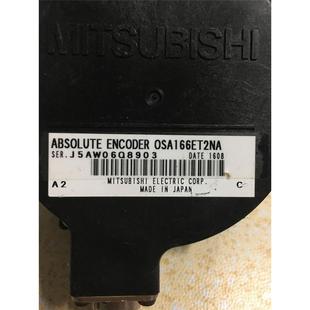 MITSUBISHI
ABSOLUTE ENCODER OSA166ET2NA
SER.J5AW06Q8903 DATE 1608
A2 MITSUBISHI ELECTRIC CORP. C
MADE IN JAPAN